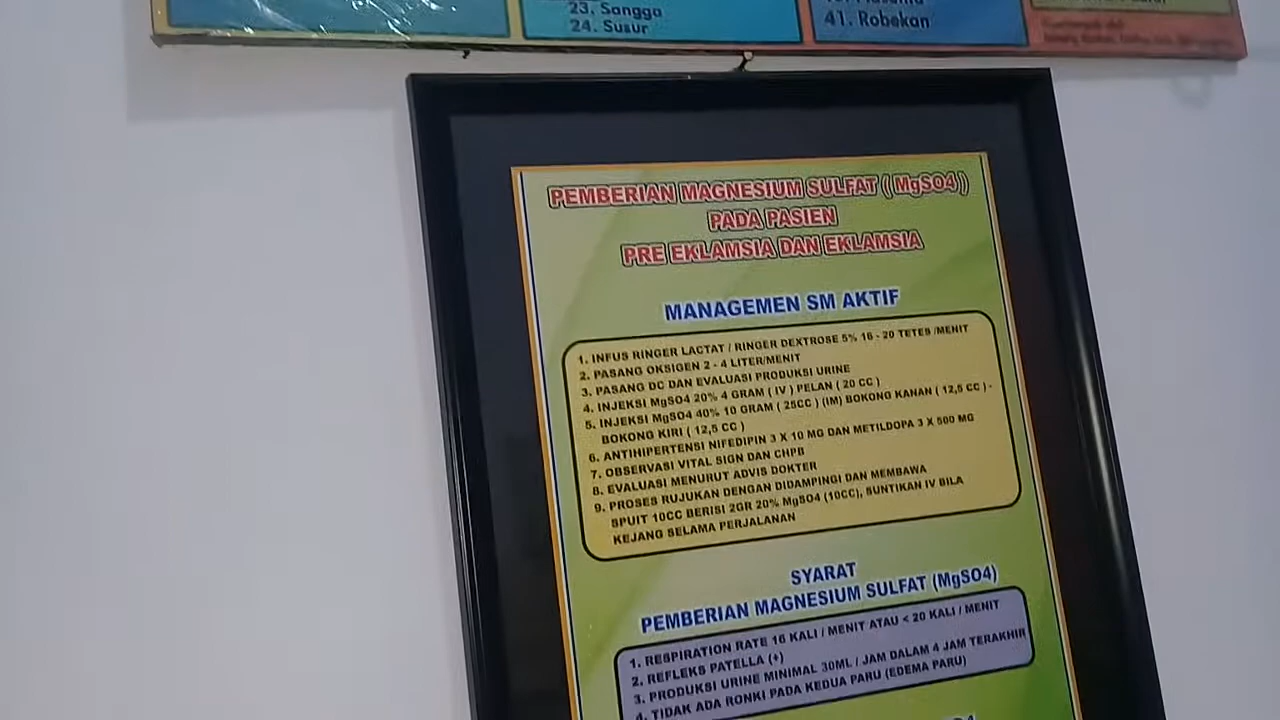 23. Sangga
24. Susur
41. Robekan
PEMBERIAN MAGNESIUM SULFAT ( MgSO4 )
PADA PASIEN
PRE EKLAMSIA DAN EKLAMSIA
MANAGEMEN SM AKTIF
1. INFUS RINGER LACTAT / RINGER DEXTROSE 5% 16 - 20 TETES /MENIT
2. PASANG OKSIGEN 2 - 4 LITER/MENIT
3. PASANG DC DAN EVALUASI PRODUKSI URINE
4. INJEKSI MgSO4 20% 4 GRAM ( IV ) PELAN ( 20 CC )
5. INJEKSI MgSO4 40% 10 GRAM ( 25CC ) (IM) BOKONG KANAN ( 12,5 CC ) -
BOKONG KIRI ( 12,5 CC )
6. ANTIHIPERTENSI NIFEDIPIN 3 X 10 MG DAN METILDOPA 3 X 500 MG
7. OBSERVASI VITAL SIGN DAN CHPB
8. EVALUASI MENURUT ADVIS DOKTER
9. PROSES RUJUKAN DENGAN DIDAMPINGI DAN MEMBAWA
SPUIT 10CC BERISI 2GR 20% MgSO4 (10CC), SUNTIKAN IV BILA
KEJANG SELAMA PERJALANAN
SYARAT
PEMBERIAN MAGNESIUM SULFAT (MgSO4)
1. RESPIRATION RATE 16 KALI / MENIT ATAU < 20 KALI / MENIT
2. REFLEKS PATELLA (+)
3. PRODUKSI URINE MINIMAL 30ML / JAM DALAM 4 JAM TERAKHIR
4. TIDAK ADA RONKI PADA KEDUA PARU (EDEMA PARU)